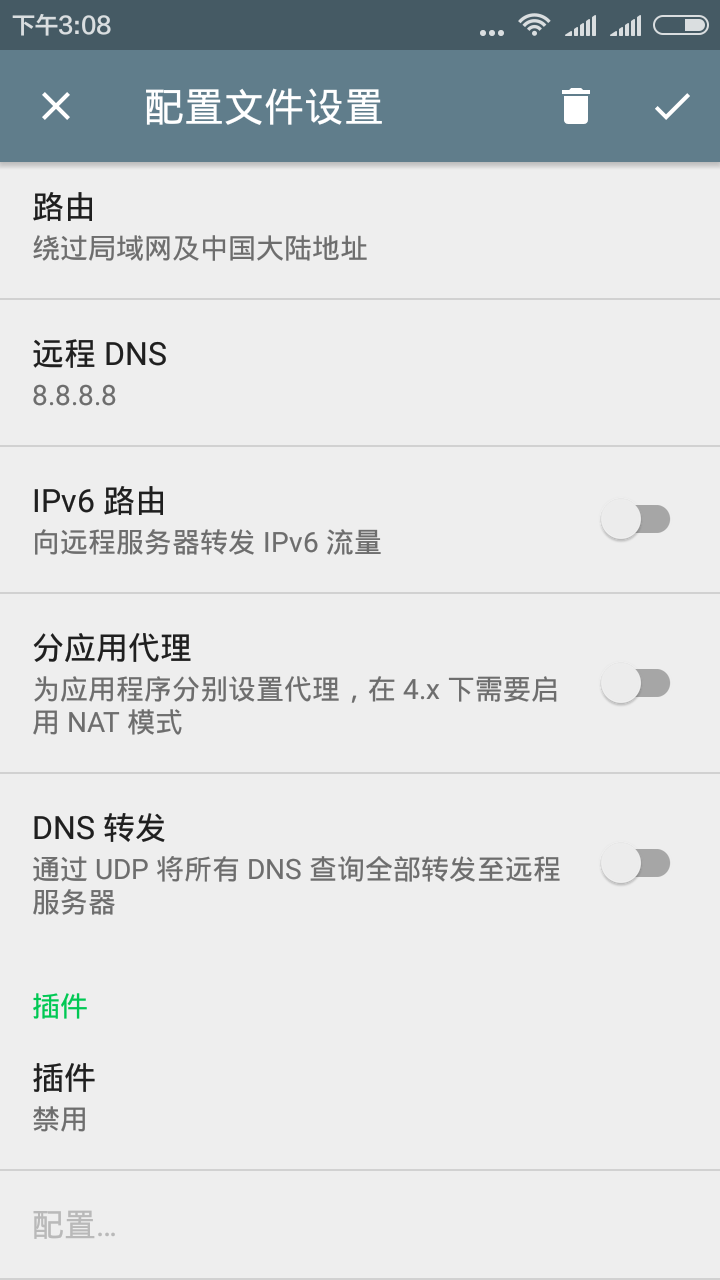 下午3:08
配置文件设置
路由
绕过局域网及中国大陆地址
远程 DNS
8.8.8.8
IPv6 路由
向远程服务器转发 IPv6 流量
分应用代理
为应用程序分别设置代理，在 4.x 下需要启
用 NAT 模式
DNS 转发
通过 UDP 将所有 DNS 查询全部转发至远程
服务器
插件
插件
禁用
配置...